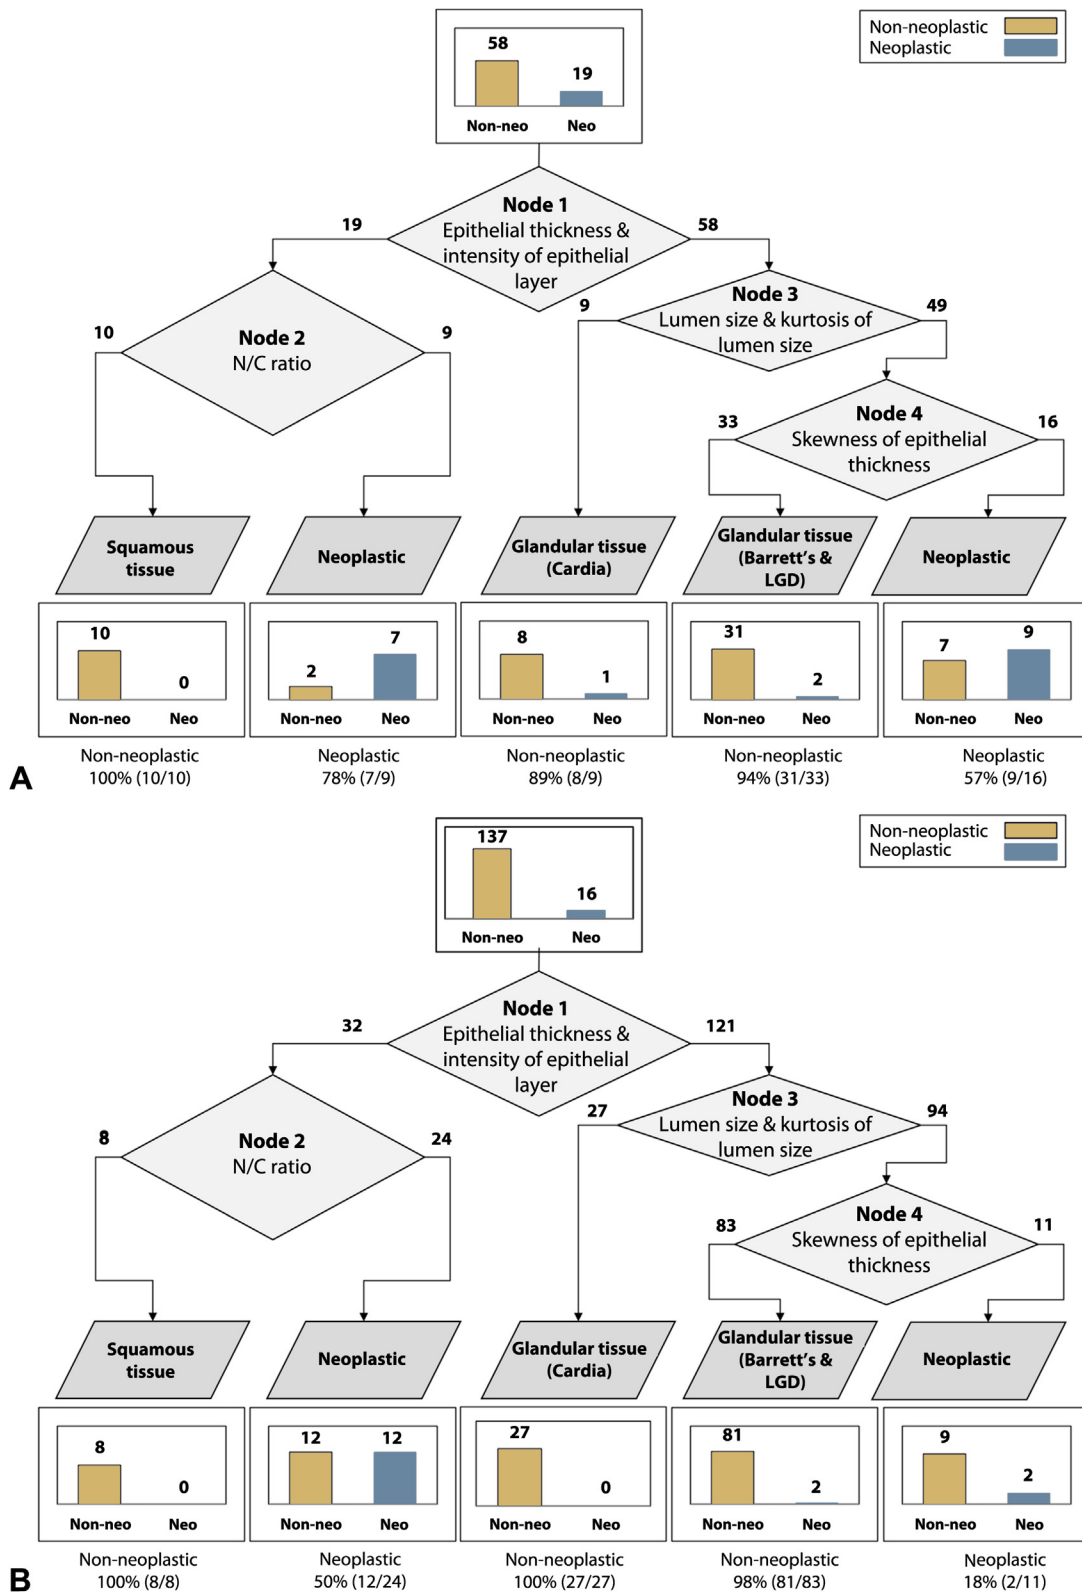 58
19
Non-neo Neo
Non-neoplastic
Neoplastic
Node 1
Epithelial thickness &
intensity of epithelial
layer
19
58
Node 2
N/C ratio
10
9
Node 3
Lumen size & kurtosis of
lumen size
9
49
Node 4
Skewness of epithelial
thickness
33
16
Squamous
tissue
Neoplastic
Glandular tissue
(Cardia)
Glandular tissue
(Barrett's &
LGD)
Neoplastic
10
0
Non-neo Neo
2
7
Non-neo Neo
8
1
Non-neo Neo
31
2
Non-neo Neo
7
9
Non-neo Neo
Non-neoplastic
100% (10/10)
Neoplastic
78% (7/9)
Non-neoplastic
89% (8/9)
Non-neoplastic
94% (31/33)
Neoplastic
57% (9/16)
A
137
16
Non-neo Neo
Non-neoplastic
Neoplastic
Node 1
Epithelial thickness &
intensity of epithelial
layer
32
121
Node 2
N/C ratio
8
24
Node 3
Lumen size & kurtosis of
lumen size
27
94
Node 4
Skewness of epithelial
thickness
83
11
Squamous
tissue
Neoplastic
Glandular tissue
(Cardia)
Glandular tissue
(Barrett's &
LGD)
Neoplastic
8
0
Non-neo Neo
12
12
Non-neo Neo
27
0
Non-neo Neo
81
2
Non-neo Neo
9
2
Non-neo Neo
Non-neoplastic
100% (8/8)
Neoplastic
50% (12/24)
Non-neoplastic
100% (27/27)
Non-neoplastic
98% (81/83)
Neoplastic
18% (2/11)
B